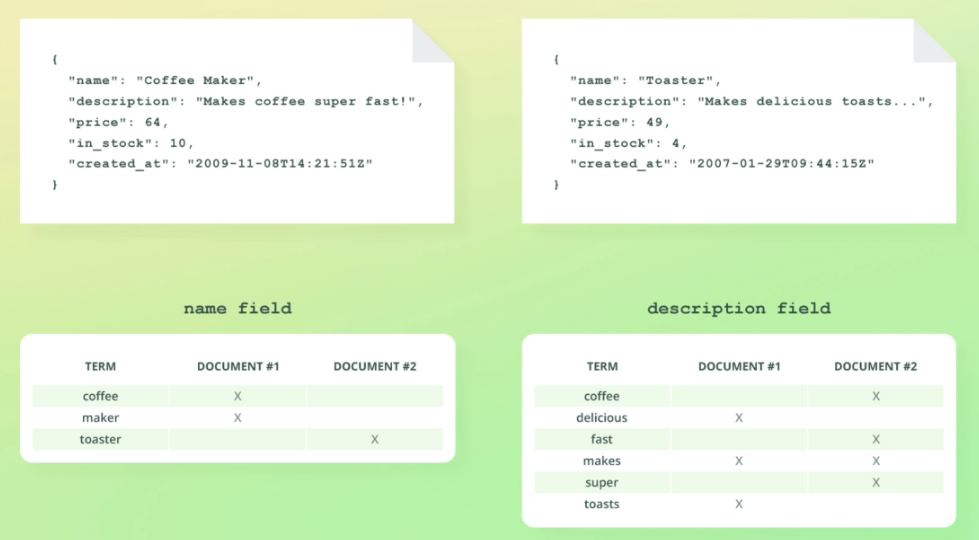 {
"name": "Coffee Maker",
"description": "Makes coffee super fast!",
"price": 64,
"in_stock": 10,
"created_at": "2009-11-08T14:21:51Z"
}
{
"name": "Toaster",
"description": "Makes delicious toasts...",
"price": 49,
"in_stock": 4,
"created_at": "2007-01-29T09:44:15Z"
}
name field
TERM DOCUMENT #1 DOCUMENT #2
coffee X
maker X
toaster X
description field
TERM DOCUMENT #1 DOCUMENT #2
coffee X
delicious X
fast X
makes X X
super X
toasts X